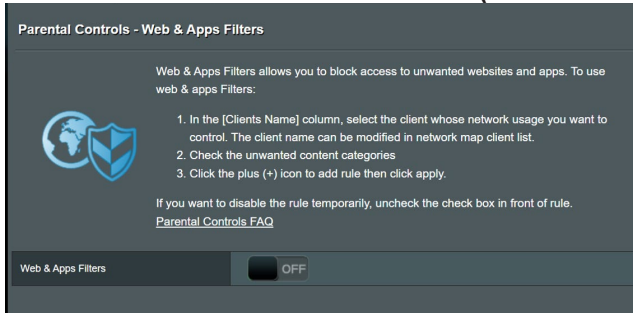 Parental Controls - Web & Apps Filters
Web & Apps Filters allows you to block access to unwanted websites and apps. To use
web & apps Filters:
1. In the [Clients Name] column, select the client whose network usage you want to
control. The client name can be modified in network map client list.
2. Check the unwanted content categories
3. Click the plus (+) icon to add rule then click apply.
If you want to disable the rule temporarily, uncheck the check box in front of rule.
Parental Controls FAQ
Web & Apps Filters
OFF